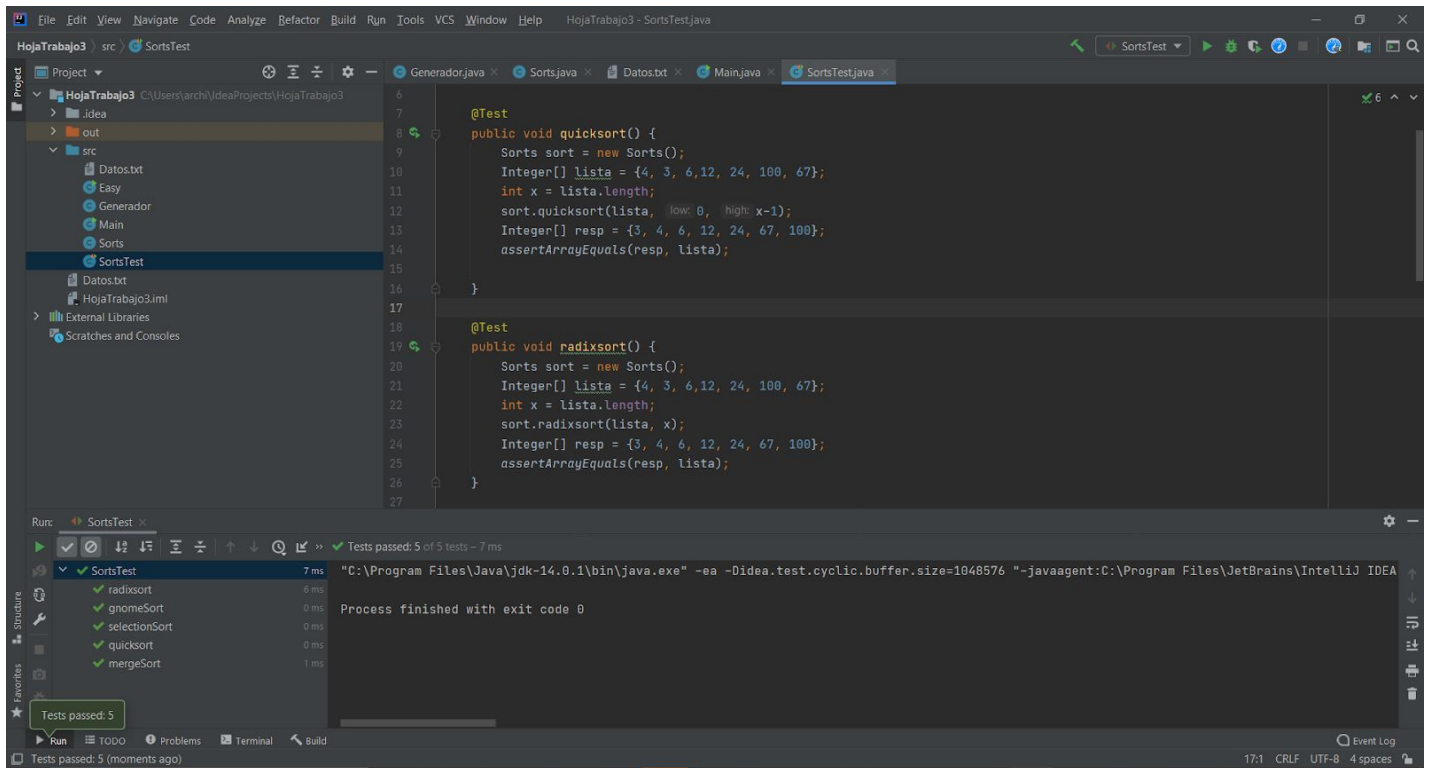 File Edit View Navigate Code Analyze Refactor Build Run Tools VCS Window Help HojaTrabajo3 - SortsTest.java
HojaTrabajo3 src SortsTest
SortsTest
Project
Generador.java Sorts.java Datos.txt Main.java SortsTest.java
Project
HojaTrabajo3 C:\Users\archi\IdeaProjects\HojaTrabajo3
.idea
out
src
Datos.txt
Easy
Generador
Main
Sorts
SortsTest
Datos.txt
HojaTrabajo3.iml
External Libraries
Scratches and Consoles
6
6
7 @Test
8 public void quicksort() {
9 Sorts sort = new Sorts();
10 Integer[] lista = {4, 3, 6,12, 24, 100, 67};
11 int x = lista.length;
12 sort.quicksort(lista, low: 0, high: x-1);
13 Integer[] resp = {3, 4, 6, 12, 24, 67, 100};
14 assertArrayEquals(resp, lista);
15
16 }
17
18 @Test
19 public void radixsort() {
20 Sorts sort = new Sorts();
21 Integer[] lista = {4, 3, 6,12, 24, 100, 67};
22 int x = lista.length;
23 sort.radixsort(lista, x);
24 Integer[] resp = {3, 4, 6, 12, 24, 67, 100};
25 assertArrayEquals(resp, lista);
26 }
27
Run: SortsTest
» Tests passed: 5 of 5 tests – 7 ms
SortsTest 7 ms
radixsort 6 ms
gnomeSort 0 ms
selectionSort 0 ms
quicksort 0 ms
mergeSort 1 ms
"C:\Program Files\Java\jdk-14.0.1\bin\java.exe" -ea -Didea.test.cyclic.buffer.size=1048576 "-javaagent:C:\Program Files\JetBrains\IntelliJ IDEA
Process finished with exit code 0
Structure
Favorites
Tests passed: 5
Run TODO Problems Terminal Build
Event Log
Tests passed: 5 (moments ago)
17:1 CRLF UTF-8 4 spaces